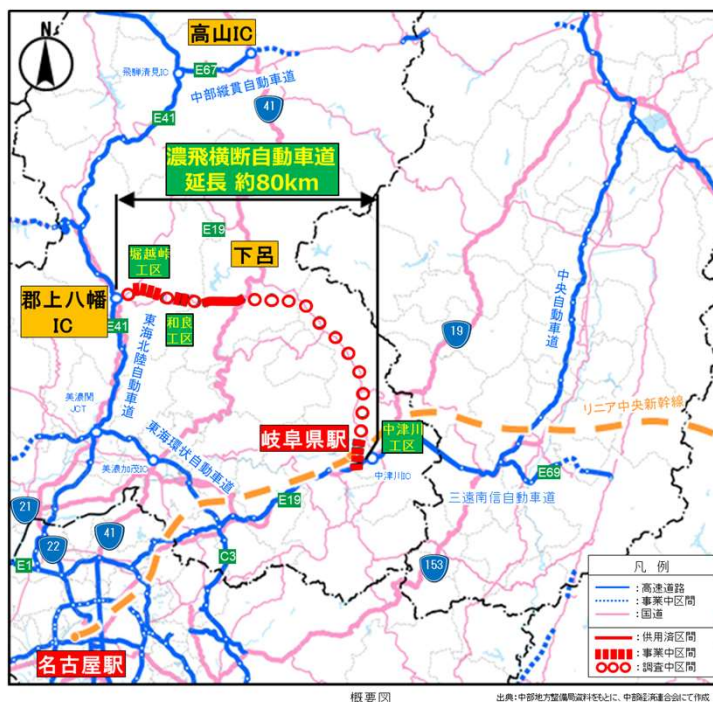 N
高山IC
飛騨清見IC
E67
中部縦貫自動車道
E41
41
濃飛横断自動車道
延長 約80km
E19
堀越峠
工区
下呂
郡上八幡
IC
E41
和良
工区
東海北陸自動車道
中央自動車道
19
リニア中央新幹線
美濃関
JCT
東海環状自動車道
岐阜県駅
中津川
工区
美濃加茂IC
中津川IC
E69
三遠南信自動車道
E19
21
22
41
C3
E1
153
名古屋駅
凡 例
:高速道路
:事業中区間
:国道
:供用済区間
:事業中区間
:調査中区間
概要図
出典:中部地方整備局資料をもとに、中部経済連合会にて作成